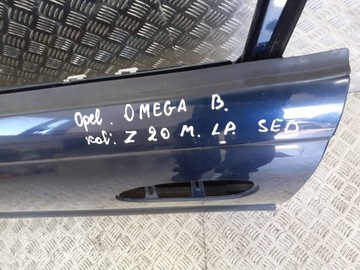 Opel. OMEGA B.
kol: Z 20 M. LP. SED